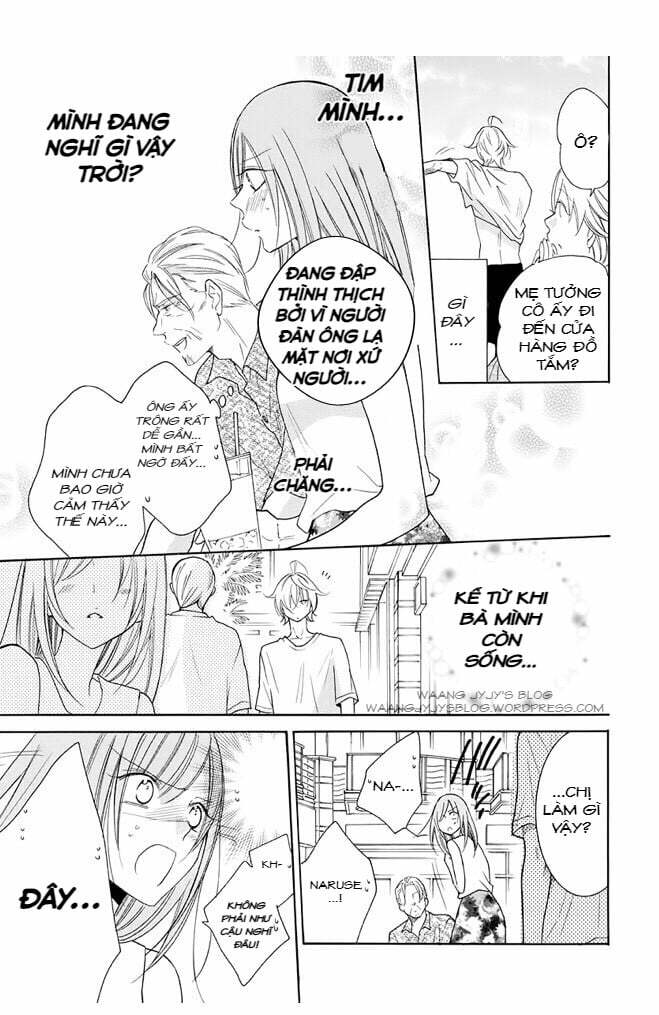 Ô?
MẸ TƯỞNG
CÔ ẤY ĐI
ĐẾN CỬA
HÀNG ĐỒ
TẮM?
GÌ
ĐÂY
...
TIM
MÌNH...
MÌNH ĐANG
NGHĨ GÌ VẬY
TRỜI?
ĐANG ĐẬP
THÌNH THỊCH
BỞI VÌ NGƯỜI
ĐÀN ÔNG LẠ
MẶT NƠI XỨ
NGƯỜI...
PHẢI
CHĂNG...
ÔNG ẤY
TRÔNG RẤT
DỄ GẦN...
MÌNH BẤT
NGỜ ĐẤY...
MÌNH CHƯA
BAO GIỜ
CẢM THẤY
THẾ NÀY...
KỂ TỪ KHI
BÀ MÌNH
CÒN
SỐNG...
WAANG JYJY'S BLOG
WAANGJYJYSBLOG.WORDPRESS.COM
...CHỊ
LÀM GÌ
VẬY?
NA-...
NARUSE
...!
KH-
KHÔNG
PHẢI NHƯ
CẬU NGHĨ
ĐÂU!
ĐÂY...